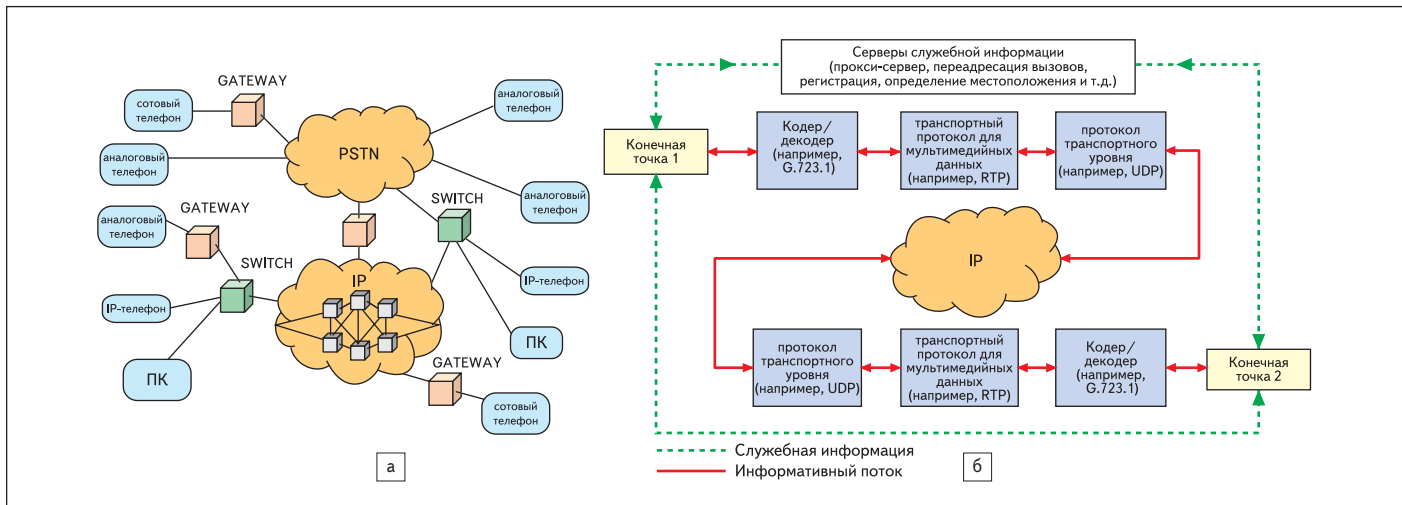 GATEWAY
сотовый
телефон
аналоговый
телефон
PSTN
аналоговый
телефон
аналоговый
телефон
GATEWAY
аналоговый
телефон
SWITCH
SWITCH
IP
IP-телефон
IP-телефон
ПК
ПК
GATEWAY
сотовый
телефон
а
Серверы служебной информации
(прокси-сервер, переадресация вызовов,
регистрация, определение местоположения и т.д.)
Конечная
точка 1
Кодер/
декодер
(например,
G.723.1)
транспортный
протокол для
мультимедийных
данных
(например, RTP)
протокол
транспортного
уровня
(например, UDP)
IP
протокол
транспортного
уровня
(например, UDP)
транспортный
протокол для
мультимедийных
данных
(например, RTP)
Кодер/
декодер
(например,
G.723.1)
Конечная
точка 2
Служебная информация
Информативный поток
б